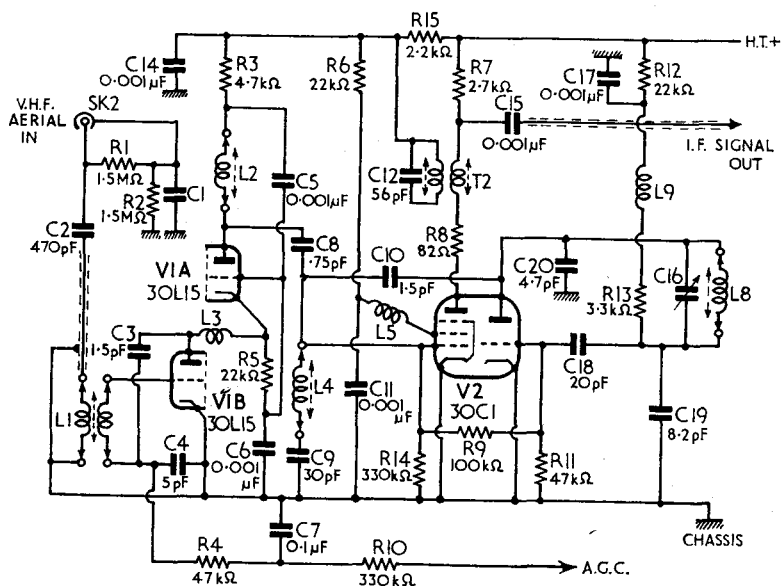 R15
2.2kΩ
H.T.+
C14
0.001µF
R3
4.7kΩ
R6
22kΩ
R7
2.7kΩ
C17
0.001µF
R12
22kΩ
V.H.F.
AERIAL
IN
SK2
C15
0.001µF
I.F. SIGNAL
OUT
R1
1.5MΩ
R2
1.5MΩ
C1
L2
C5
0.001µF
C12
56pF
T2
L9
C2
470pF
C8
.75pF
R8
82Ω
V1A
30L15
C10
1.5pF
C20
4.7pF
C16
L8
R13
3.3kΩ
L3
C3
1.5pF
L5
R5
22kΩ
L4
V1B
30L15
V2
30C1
C18
20pF
L1
C11
0.001
µF
C19
8.2pF
C4
5pF
C6
0.001
µF
C9
30pF
R14
330kΩ
R9
100kΩ
R11
47kΩ
C7
0.1µF
CHASSIS
R4
47kΩ
R10
330kΩ
A.G.C.